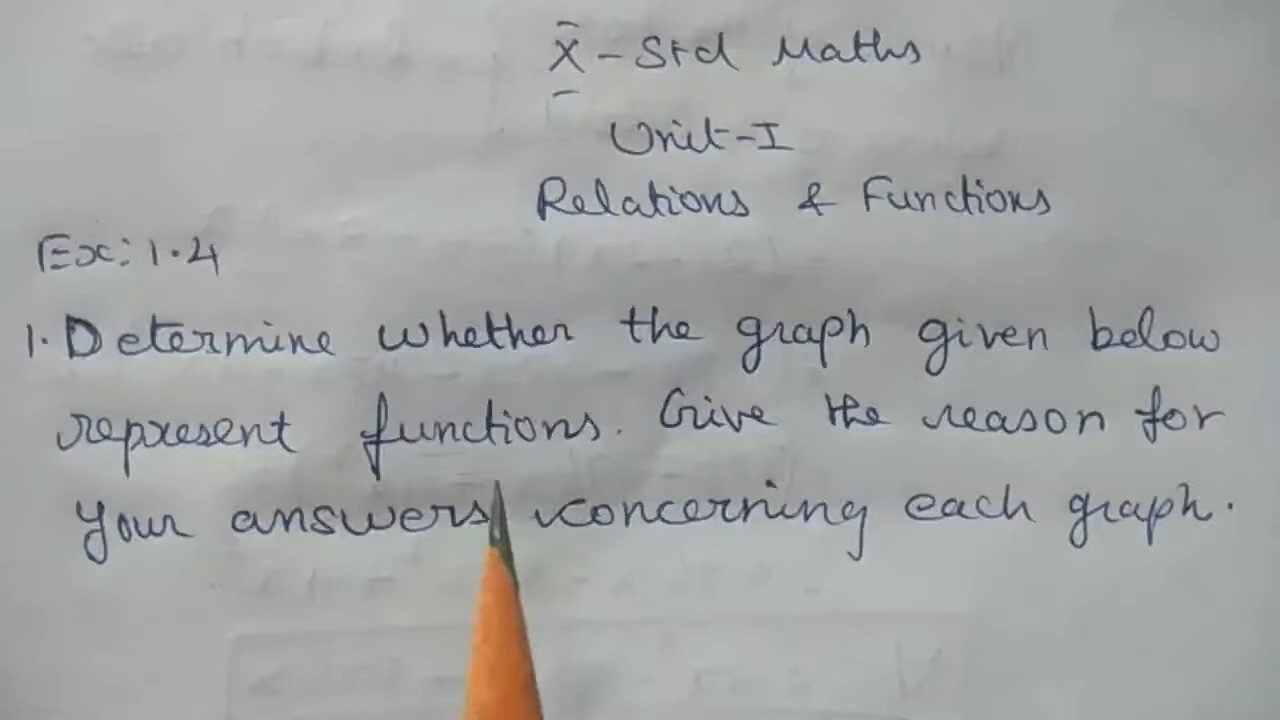 X - Std Maths
Unit-I
Relations & Functions
Ex: 1.4
1. Determine whether the graph given below
represent functions. Give the reason for
your answers concerning each graph.